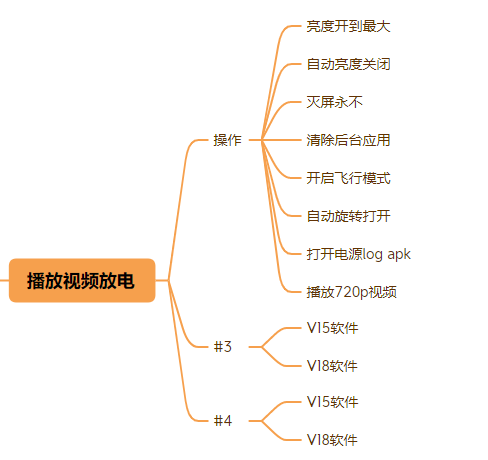 播放视频放电
操作
亮度开到最大
自动亮度关闭
灭屏永不
清除后台应用
开启飞行模式
自动旋转打开
打开电源log apk
播放720p视频
#3
V15软件
V18软件
#4
V15软件
V18软件